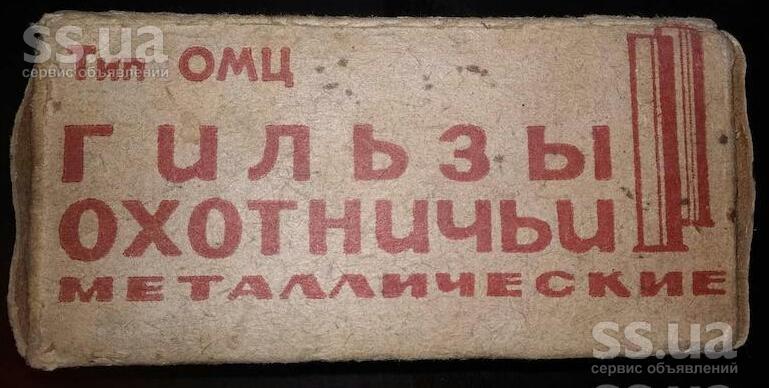 ss.ua
сервис объявлений
Тип ОМЦ
ГИЛЬЗЫ
ОХОТНИЧЬИ
МЕТАЛЛИЧЕСКИЕ
ss.ua
сервис объявлений